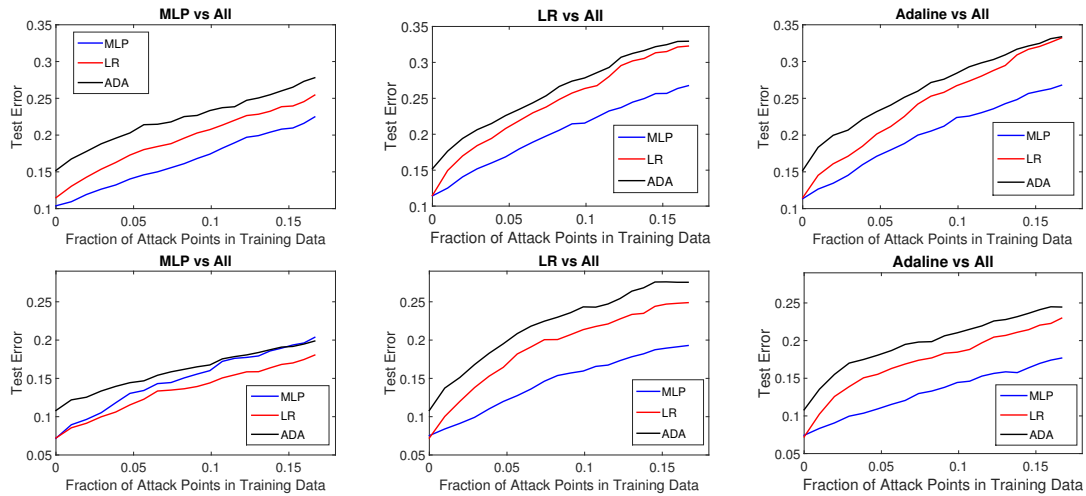 MLP vs All
0.35
0.3
0.25
0.2
0.15
0.1
Test Error
0
0.05
0.1
0.15
Fraction of Attack Points in Training Data
MLP
LR
ADA
LR vs All
0.35
0.3
0.25
0.2
0.15
0.1
Test Error
0
0.05
0.1
0.15
Fraction of Attack Points in Training Data
MLP
LR
ADA
Adaline vs All
0.35
0.3
0.25
0.2
0.15
0.1
Test Error
0
0.05
0.1
0.15
Fraction of Attack Points in Training Data
MLP
LR
ADA
MLP vs All
0.25
0.2
0.15
0.1
0.05
Test Error
0
0.05
0.1
0.15
Fraction of Attack Points in Training Data
MLP
LR
ADA
LR vs All
0.25
0.2
0.15
0.1
0.05
Test Error
0
0.05
0.1
0.15
Fraction of Attack Points in Training Data
MLP
LR
ADA
Adaline vs All
0.25
0.2
0.15
0.1
0.05
Test Error
0
0.05
0.1
0.15
Fraction of Attack Points in Training Data
MLP
LR
ADA